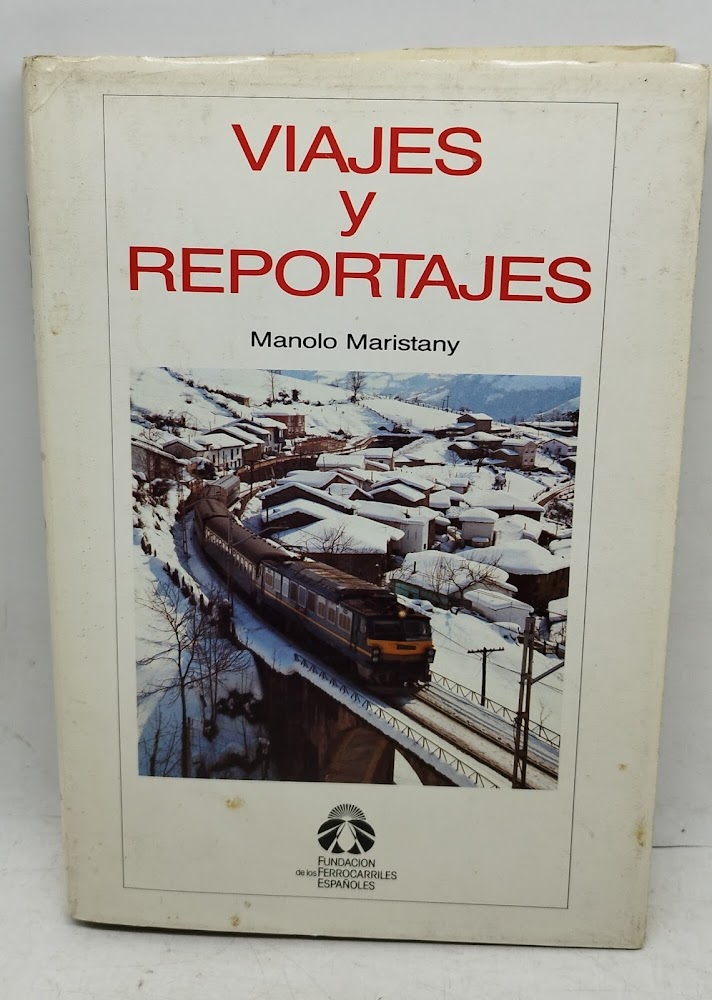 VIAJES
y
REPORTAJES
Manolo Maristany
FUNDACION
de los FERROCARRILES
ESPAÑOLES